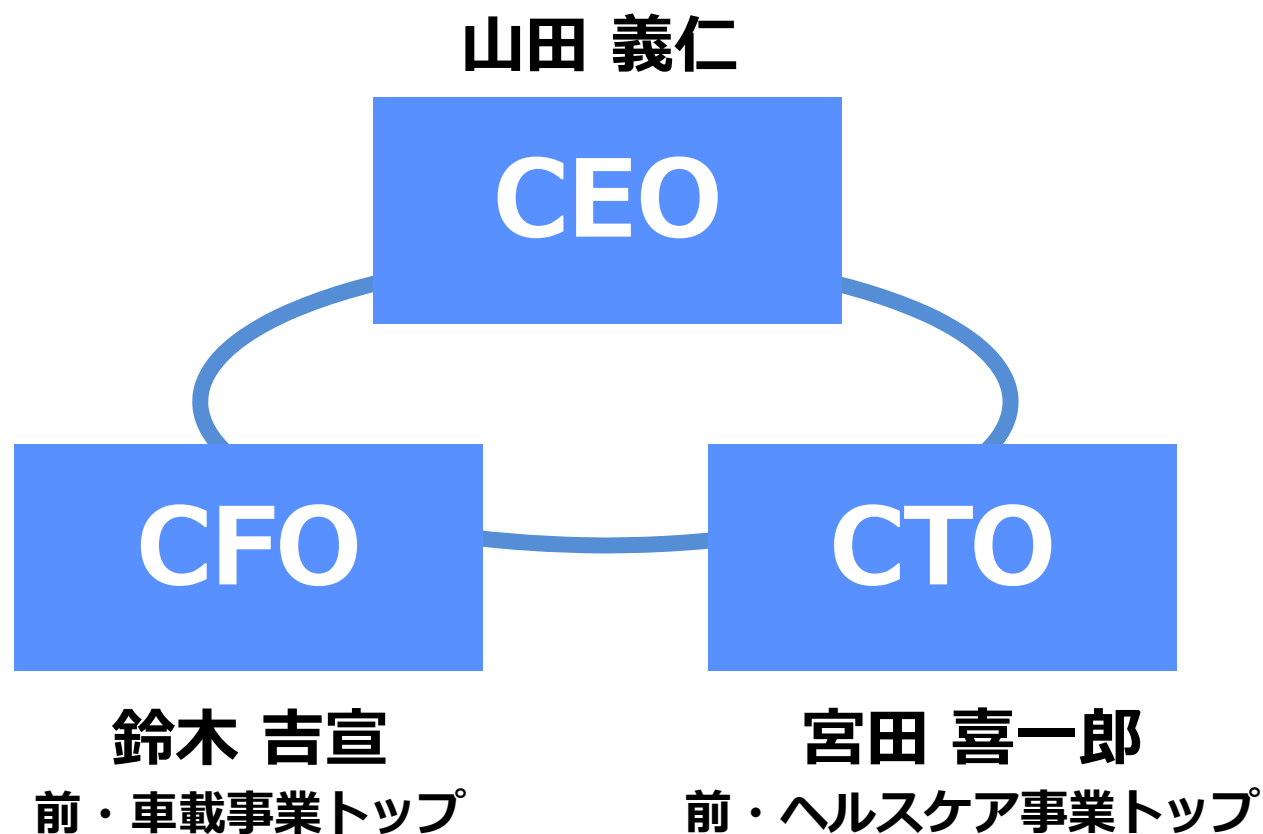 山田 義仁
CEO
CFO
CTO
鈴木 吉宣
前・車載事業トップ
宮田 喜一郎
前・ヘルスケア事業トップ